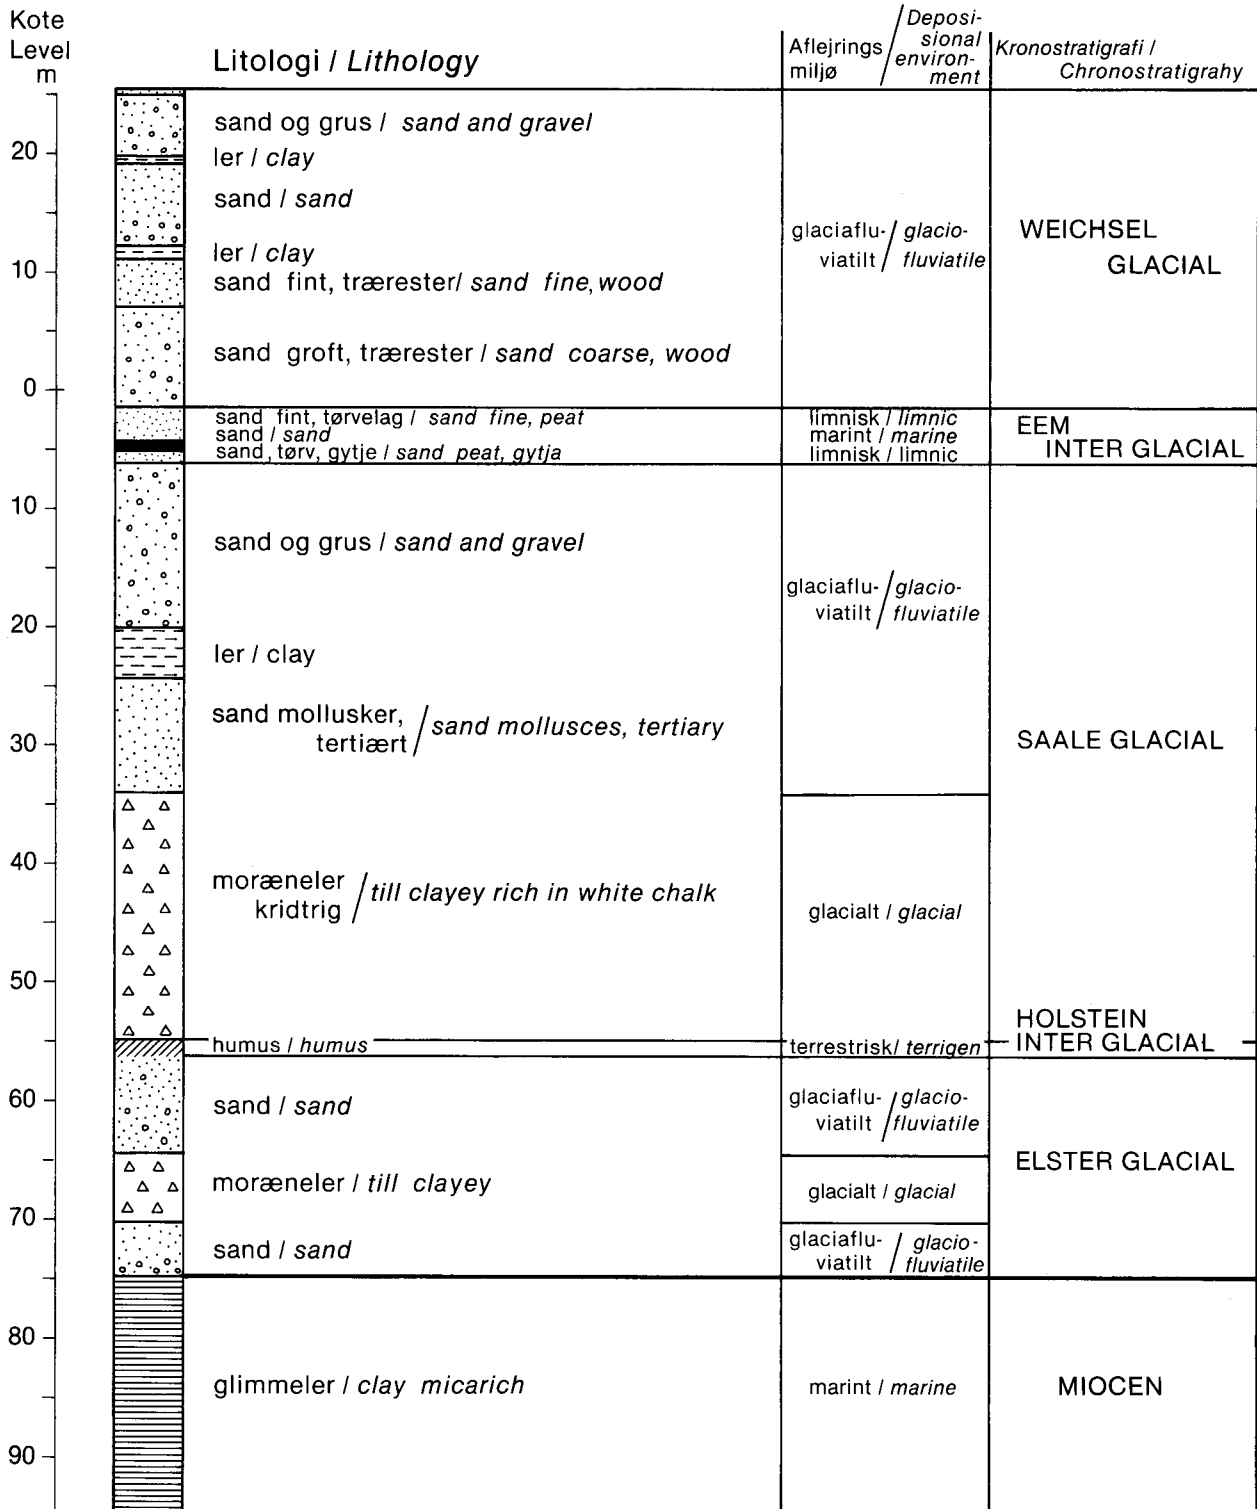 Kote
Level
m
Litologi / Lithology
Aflejrings
miljø
/ Deposi-
sional
environ-
ment
Kronostratigrafi /
Chronostratigrahy
20
10
0
10
20
30
40
50
60
70
80
90
sand og grus / sand and gravel
ler / clay
sand / sand
ler / clay
sand fint, trærester / sand fine, wood
sand groft, trærester / sand coarse, wood
glaciaflu- / glacio-
viatilt / fluviatile
WEICHSEL
GLACIAL
sand fint, tørvelag / sand fine, peat
sand / sand
sand, tørv, gytje / sand peat, gytja
limnisk / limnic
marint / marine
limnisk / limnic
EEM
INTER GLACIAL
sand og grus / sand and gravel
ler / clay
sand mollusker, / sand mollusces, tertiary
tertiært
glaciaflu- / glacio-
viatilt / fluviatile
SAALE GLACIAL
moræneler / till clayey rich in white chalk
kridtrig
glacialt / glacial
humus / humus
terrestrisk / terrigen
HOLSTEIN
INTER GLACIAL
sand / sand
glaciaflu- / glacio-
viatilt / fluviatile
moræneler / till clayey
glacialt / glacial
ELSTER GLACIAL
sand / sand
glaciaflu- / glacio-
viatilt / fluviatile
glimmeler / clay micarich
marint / marine
MIOCEN